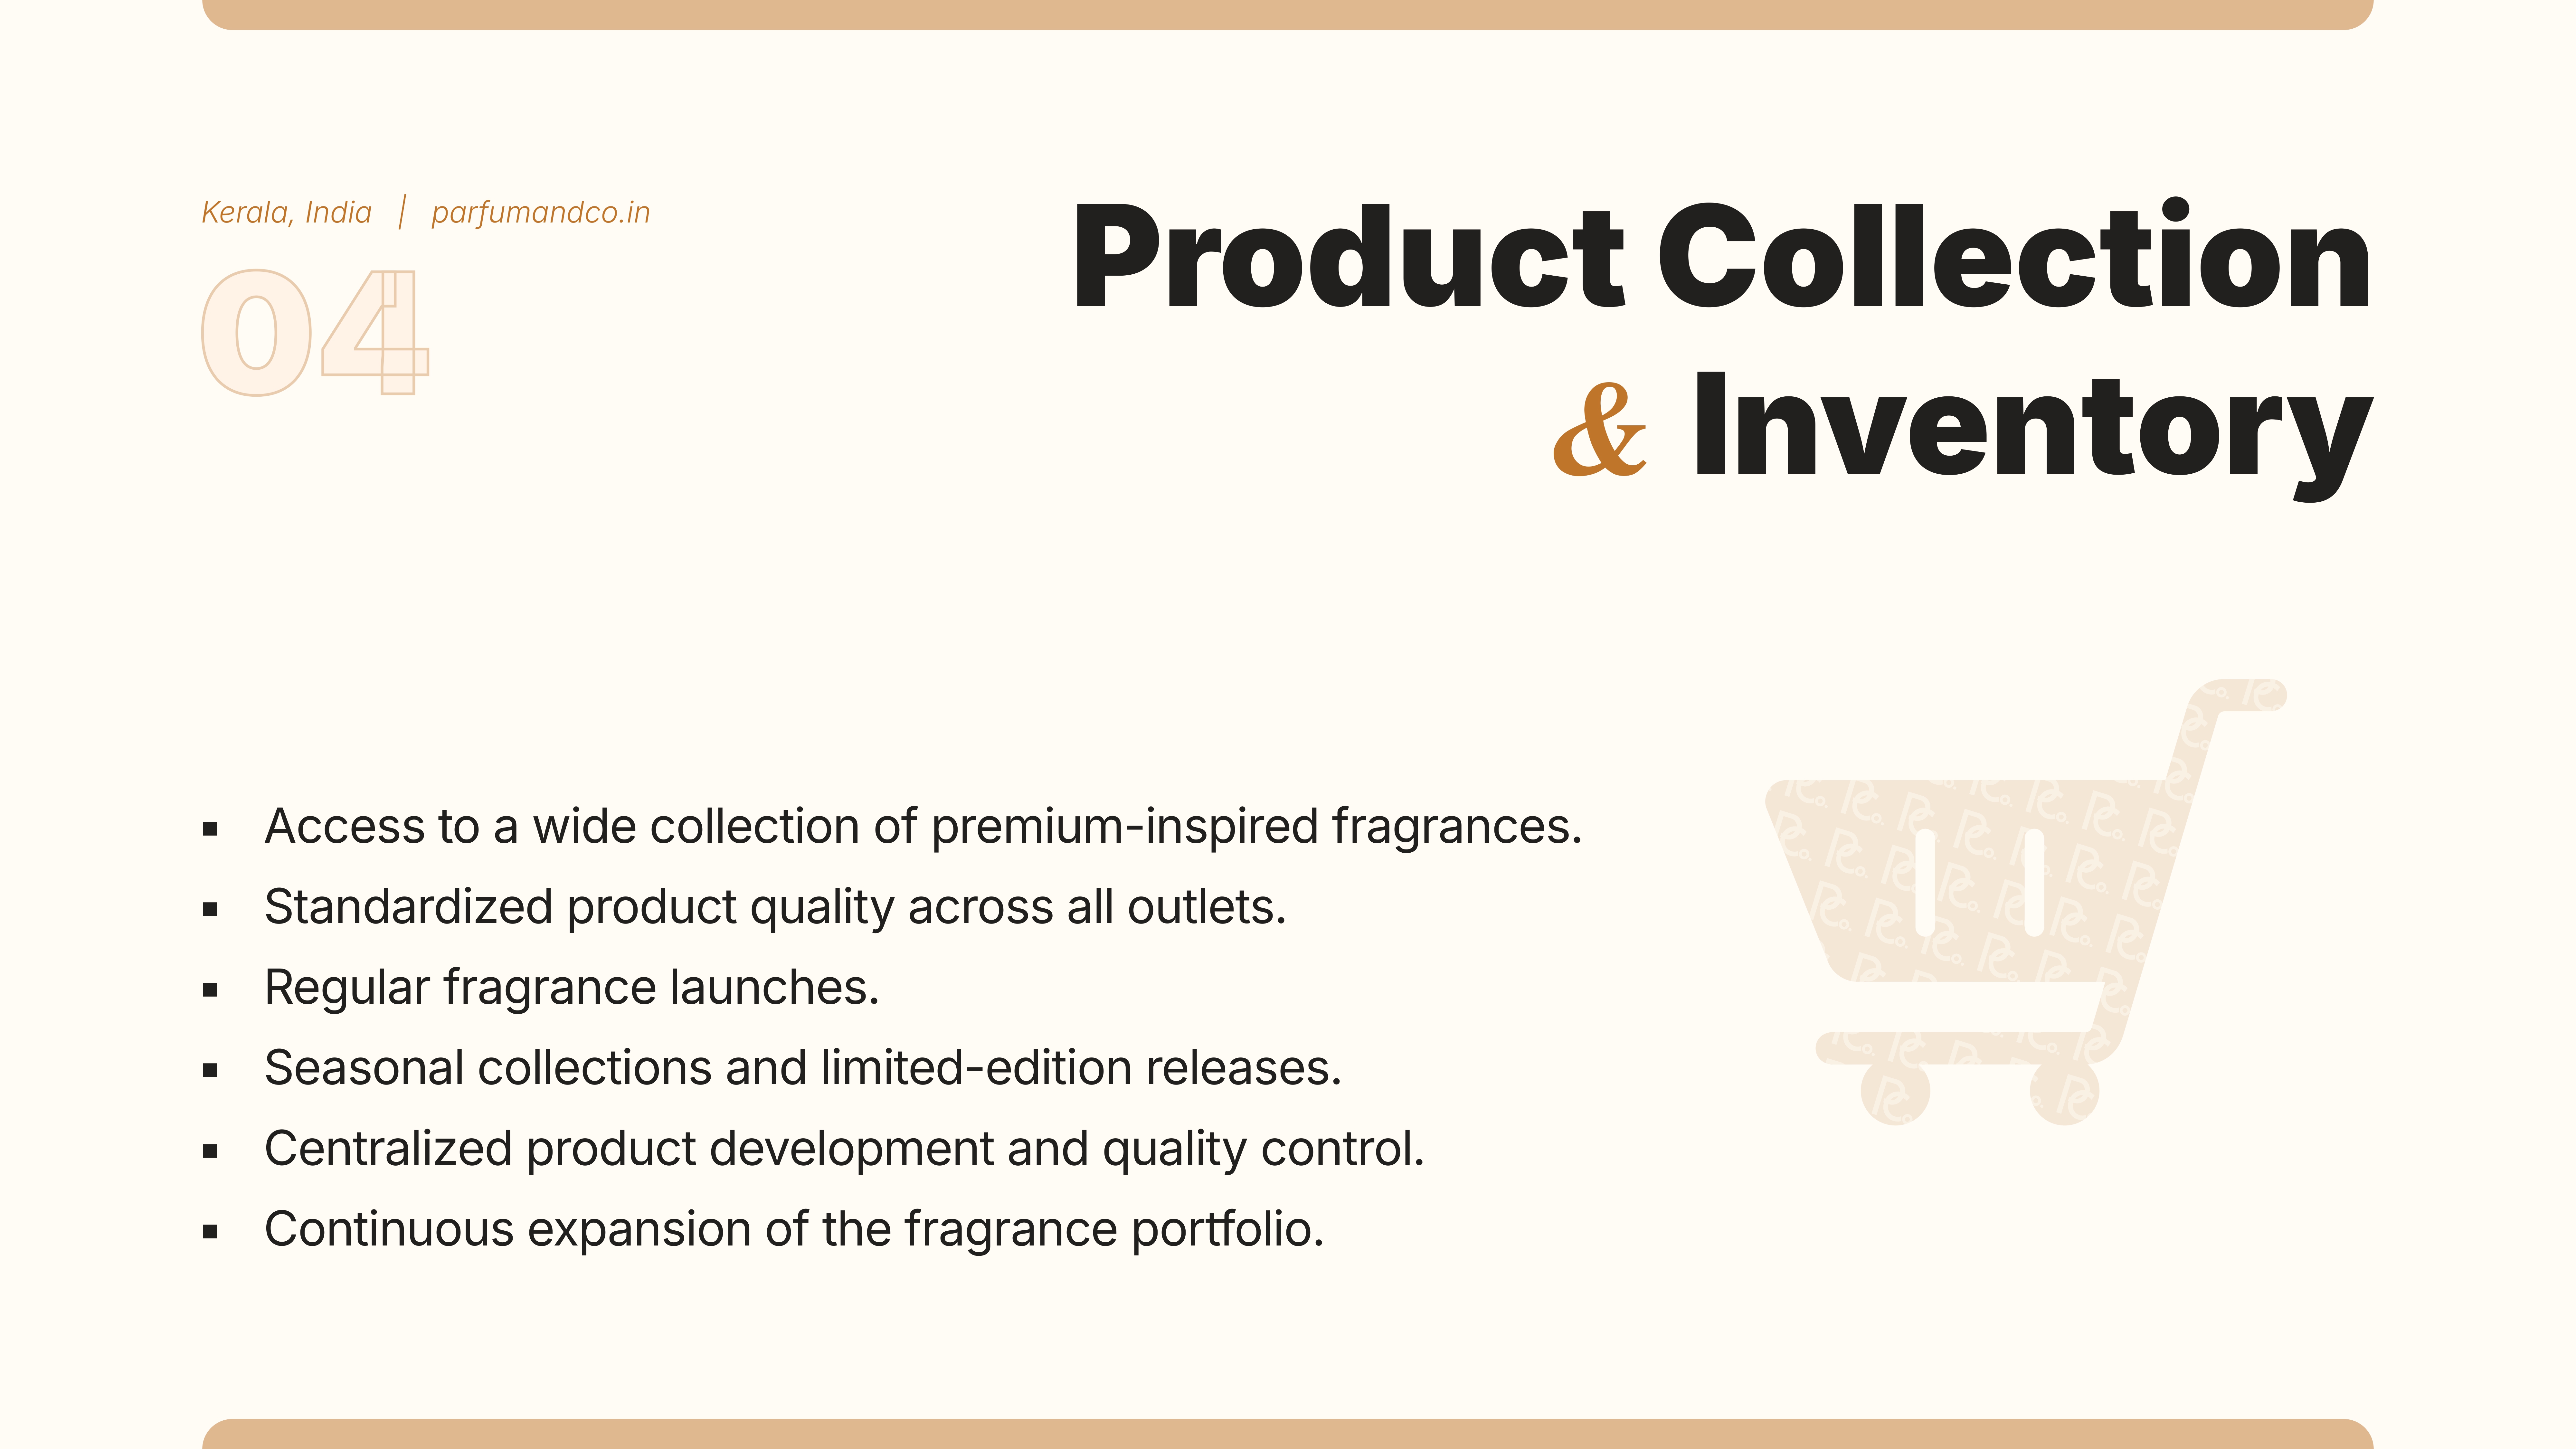 Kerala, India | parfumandco.in
04
Product Collection
& Inventory
▪ Access to a wide collection of premium-inspired fragrances.
▪ Standardized product quality across all outlets.
▪ Regular fragrance launches.
▪ Seasonal collections and limited-edition releases.
▪ Centralized product development and quality control.
▪ Continuous expansion of the fragrance portfolio.